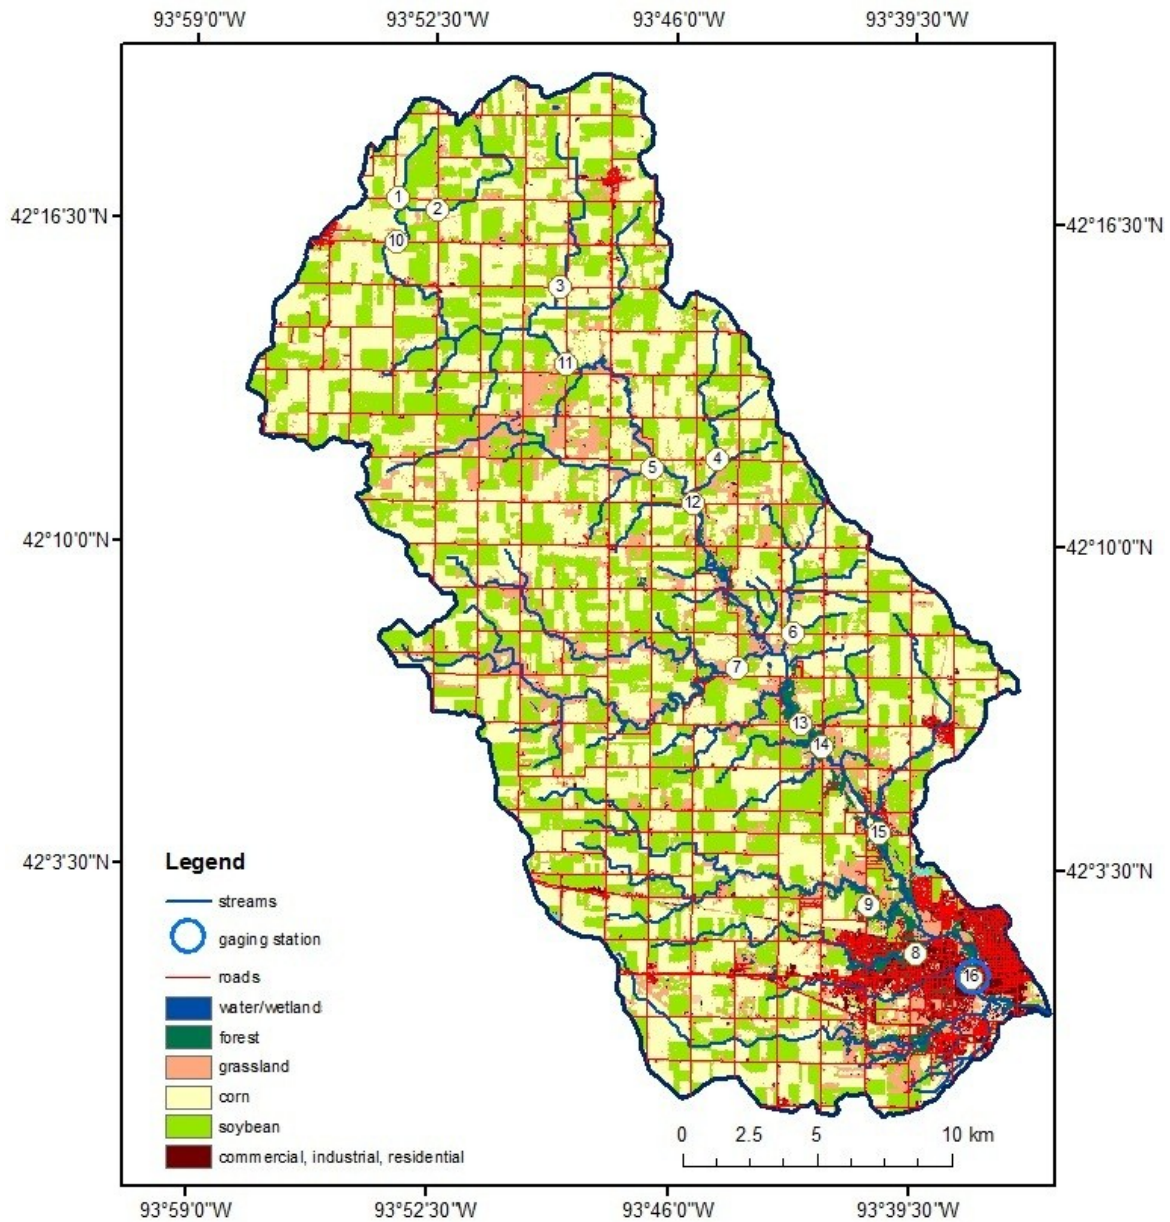 93°59'0"W 93°52'30"W 93°46'0"W 93°39'30"W
1
2
42°16'30"N 42°16'30"N
10
3
11
4
5
12
42°10'0"N 42°10'0"N
6
7
13
14
15
42°3'30"N 42°3'30"N
Legend
streams
9
gaging station
8
roads
16
water/wetland
forest
grassland
corn
soybean
0 2.5 5 10 km
commercial, industrial, residential
93°59'0"W 93°52'30"W 93°46'0"W 93°39'30"W